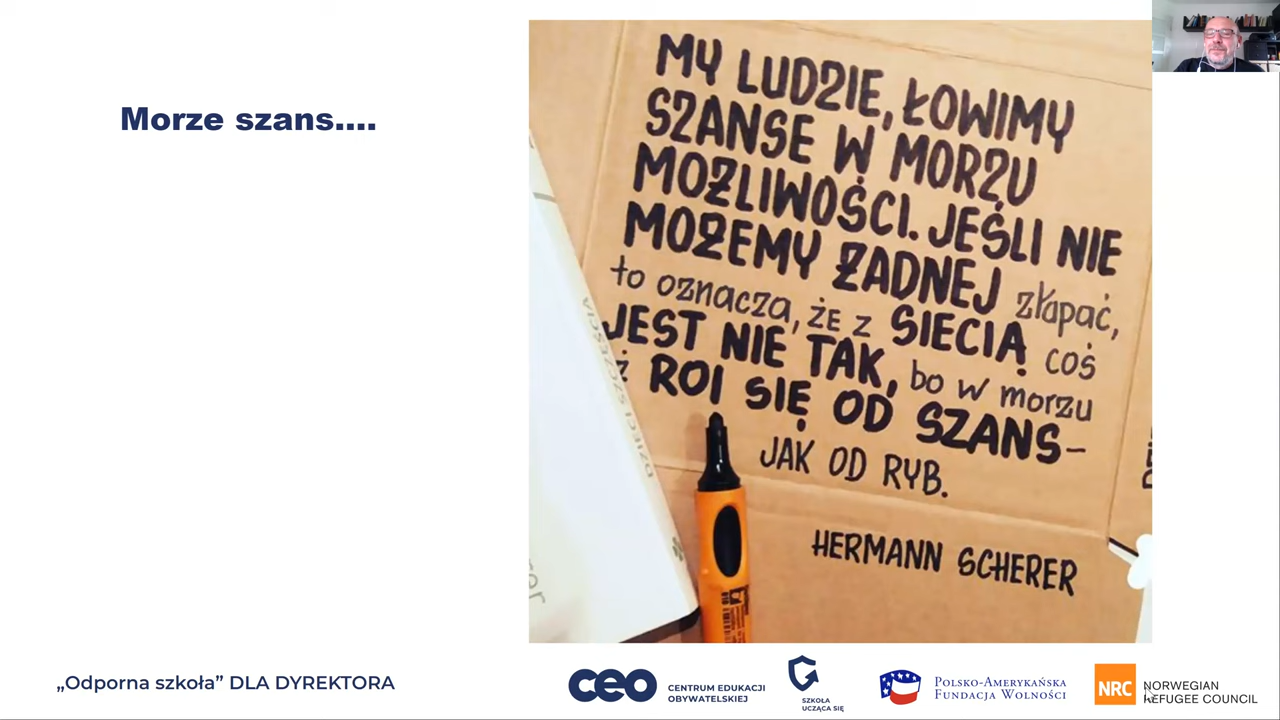 Morze szans....
MY LUDZIE, ŁOWIMY
SZANSE W MORZU
MOŻLIWOŚCI. JEŚLI NIE
MOŻEMY ŻADNEJ złapać,
to oznacza, że z SIECIĄ coś
JEST NIE TAK, bo w morzu
ż ROI SIĘ OD SZANS–
JAK OD RYB.
HERMANN SCHERER
DZIECI SZCZĘŚCIA
„Odporna szkoła” DLA DYREKTORA
CEO
CENTRUM EDUKACJI
OBYWATELSKIEJ
SZKOŁA
UCZĄCA SIĘ
POLSKO-AMERYKAŃSKA
FUNDACJA WOLNOŚCI
NRC
NORWEGIAN
REFUGEE COUNCIL